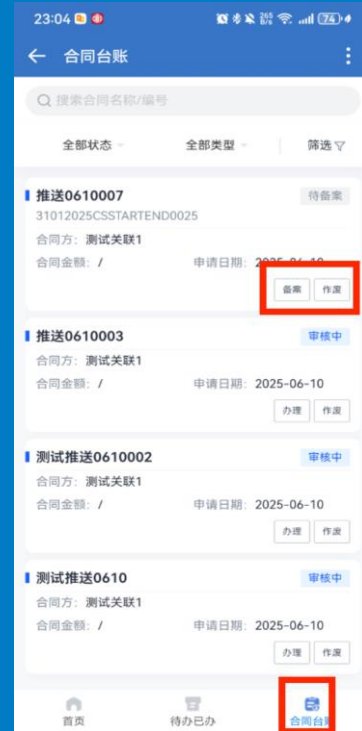 23:04 74
合同台账
搜索合同名称/编号
全部状态 全部类型 筛选
推送0610007 待备案
31012025CSSTARTEND0025
合同方: 测试关联1
合同金额: / 申请日期: 2025-06-10
备案 作废
推送0610003 审核中
合同方: 测试关联1
合同金额: / 申请日期: 2025-06-10
办理 作废
测试推送0610002 审核中
合同方: 测试关联1
合同金额: / 申请日期: 2025-06-10
办理 作废
测试推送0610 审核中
合同方: 测试关联1
合同金额: / 申请日期: 2025-06-10
办理 作废
首页 待办已办 合同台账